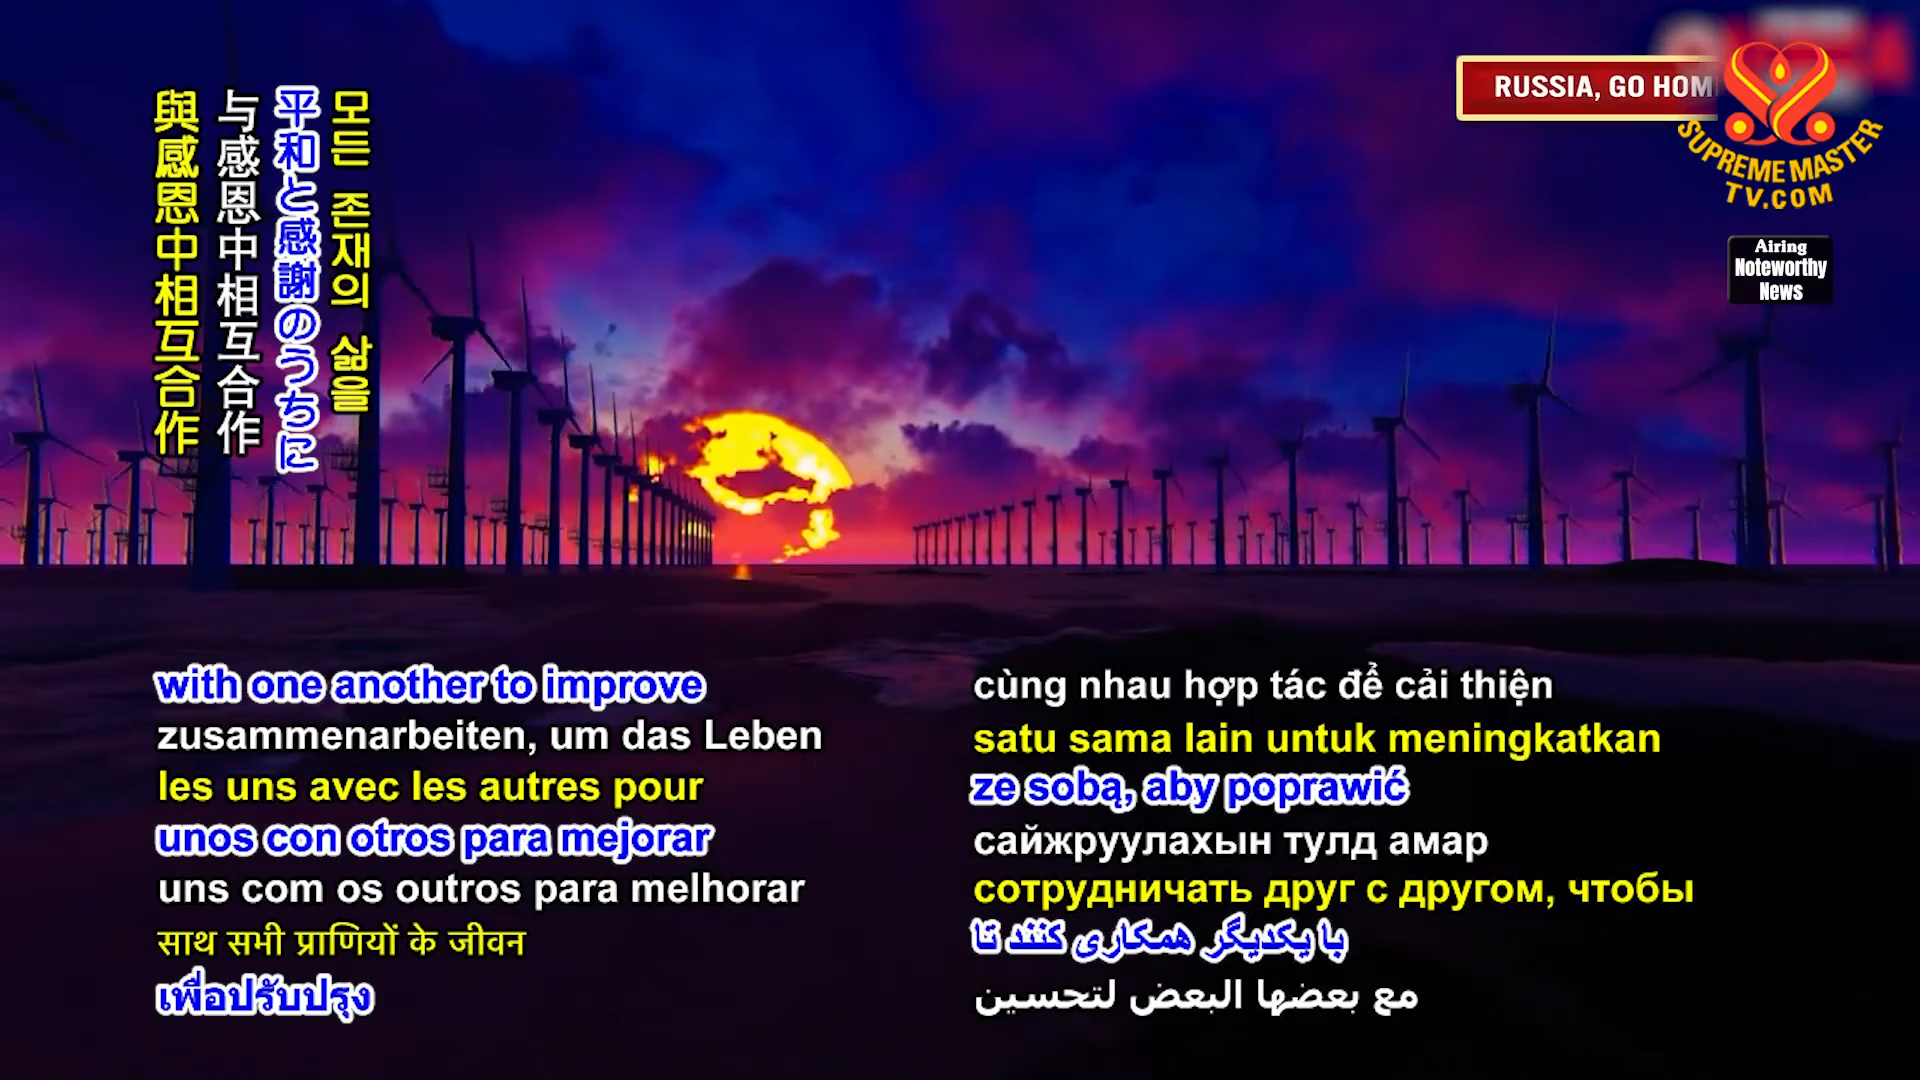 RUSSIA, GO HOM
SUPREME MASTER
TV.COM
Airing
Noteworthy
News
모든 존재의 삶을
平和と感謝のうちに
与感恩中相互合作
與感恩中相互合作
with one another to improve
zusammenarbeiten, um das Leben
les uns avec les autres pour
unos con otros para mejorar
uns com os outros para melhorar
साथ सभी प्राणियों के जीवन
เพื่อปรับปรุง
cùng nhau hợp tác để cải thiện
satu sama lain untuk meningkatkan
ze sobą, aby poprawić
сайжруулахын тулд амар
сотрудничать друг с другом, чтобы
با یکدیگر همکاری کنند تا
مع بعضها البعض لتحسين